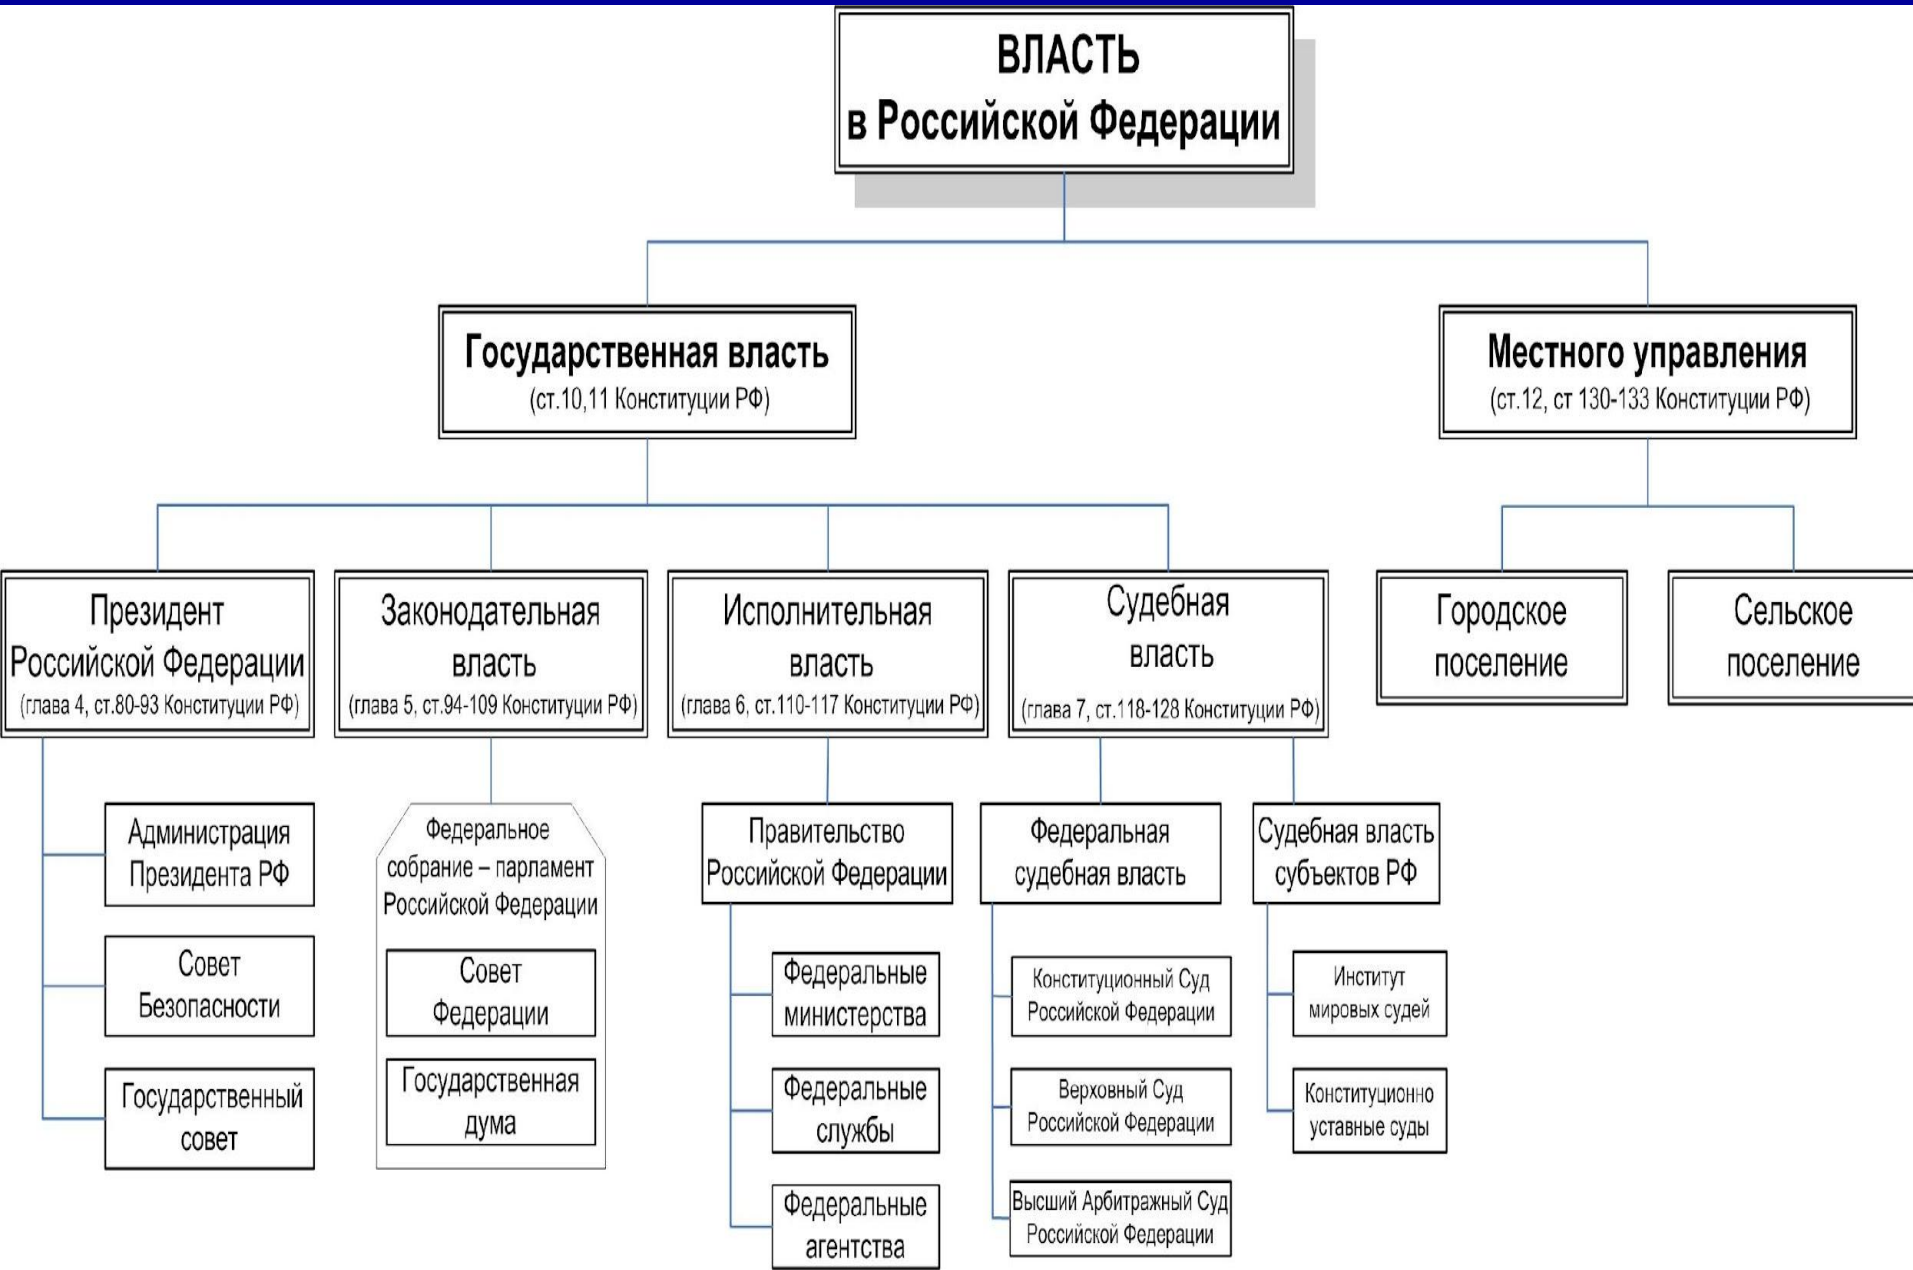 ВЛАСТЬ
в Российской Федерации
Государственная власть
(ст.10,11 Конституции РФ)
Местного управления
(ст.12, ст 130-133 Конституции РФ)
Президент
Российской Федерации
(глава 4, ст.80-93 Конституции РФ)
Законодательная
власть
(глава 5, ст.94-109 Конституции РФ)
Исполнительная
власть
(глава 6, ст.110-117 Конституции РФ)
Судебная
власть
(глава 7, ст.118-128 Конституции РФ)
Городское
поселение
Сельское
поселение
Администрация
Президента РФ
Совет
Безопасности
Государственный
совет
Федеральное
собрание – парламент
Российской Федерации
Совет
Федерации
Государственная
дума
Правительство
Российской Федерации
Федеральные
министерства
Федеральные
службы
Федеральные
агентства
Федеральная
судебная власть
Конституционный Суд
Российской Федерации
Верховный Суд
Российской Федерации
Высший Арбитражный Суд
Российской Федерации
Судебная власть
субъектов РФ
Институт
мировых судей
Конституционно
уставные суды